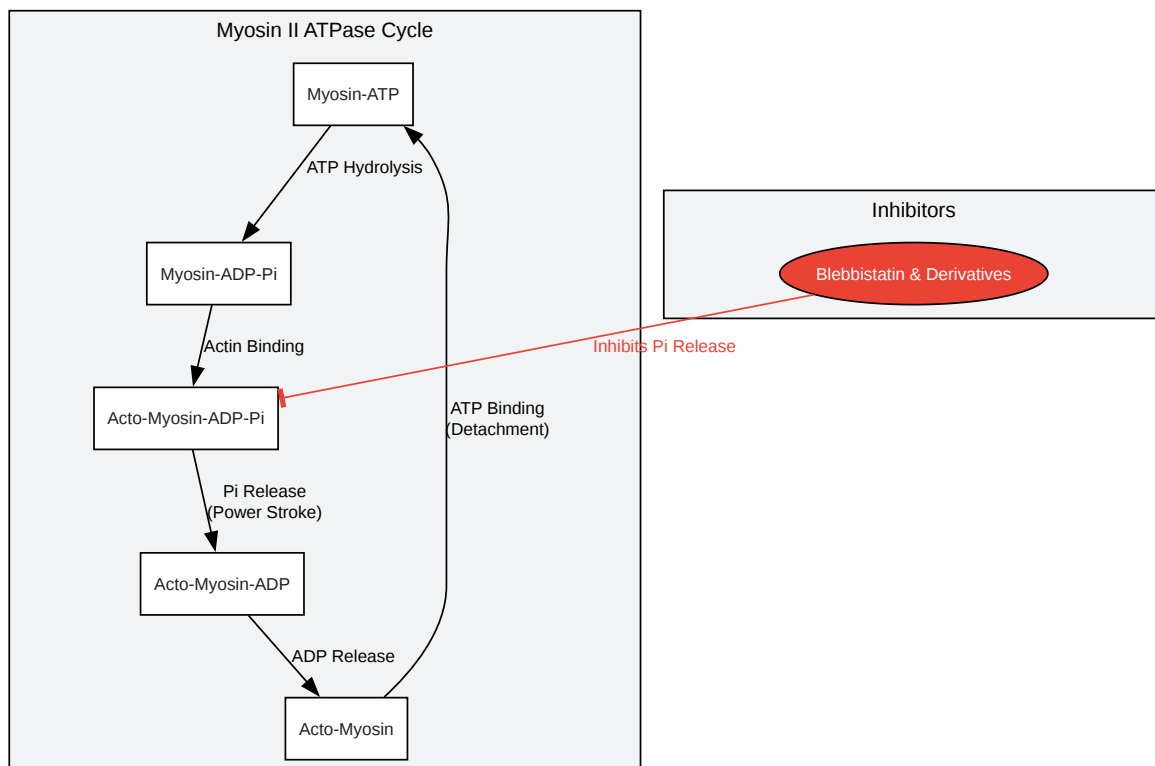 Myosin II ATPase Cycle
Myosin-ATP
ATP Hydrolysis
Inhibitors
Myosin-ADP-Pi
Blebbistatin & Derivatives
Actin Binding
Inhibits Pi Release
Acto-Myosin-ADP-Pi
ATP Binding
(Detachment)
Pi Release
(Power Stroke)
Acto-Myosin-ADP
ADP Release
Acto-Myosin